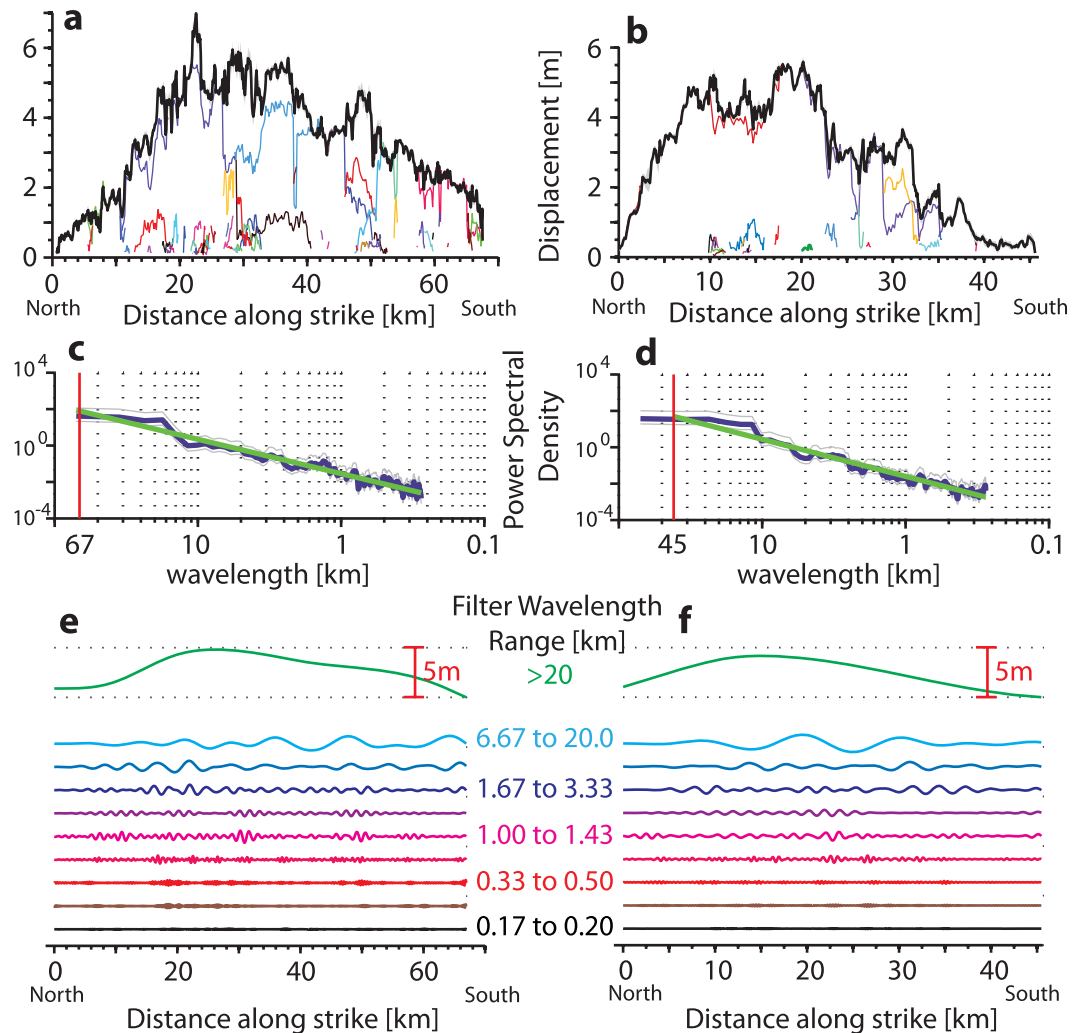 a
b
6
4
2
0
0
20
40
60
North
South
Distance along strike [km]
Displacement [m]
6
4
2
0
0
10
20
30
40
North
South
Distance along strike [km]
c
d
10^4
10^0
10^-4
67
10
1
0.1
wavelength [km]
Power Spectral
Density
10^4
10^0
10^-4
45
10
1
0.1
wavelength [km]
Filter Wavelength
Range [km]
e
f
5m
>20
5m
6.67 to 20.0
1.67 to 3.33
1.00 to 1.43
0.33 to 0.50
0.17 to 0.20
0
20
40
60
North
South
Distance along strike [km]
0
10
20
30
40
North
South
Distance along strike [km]